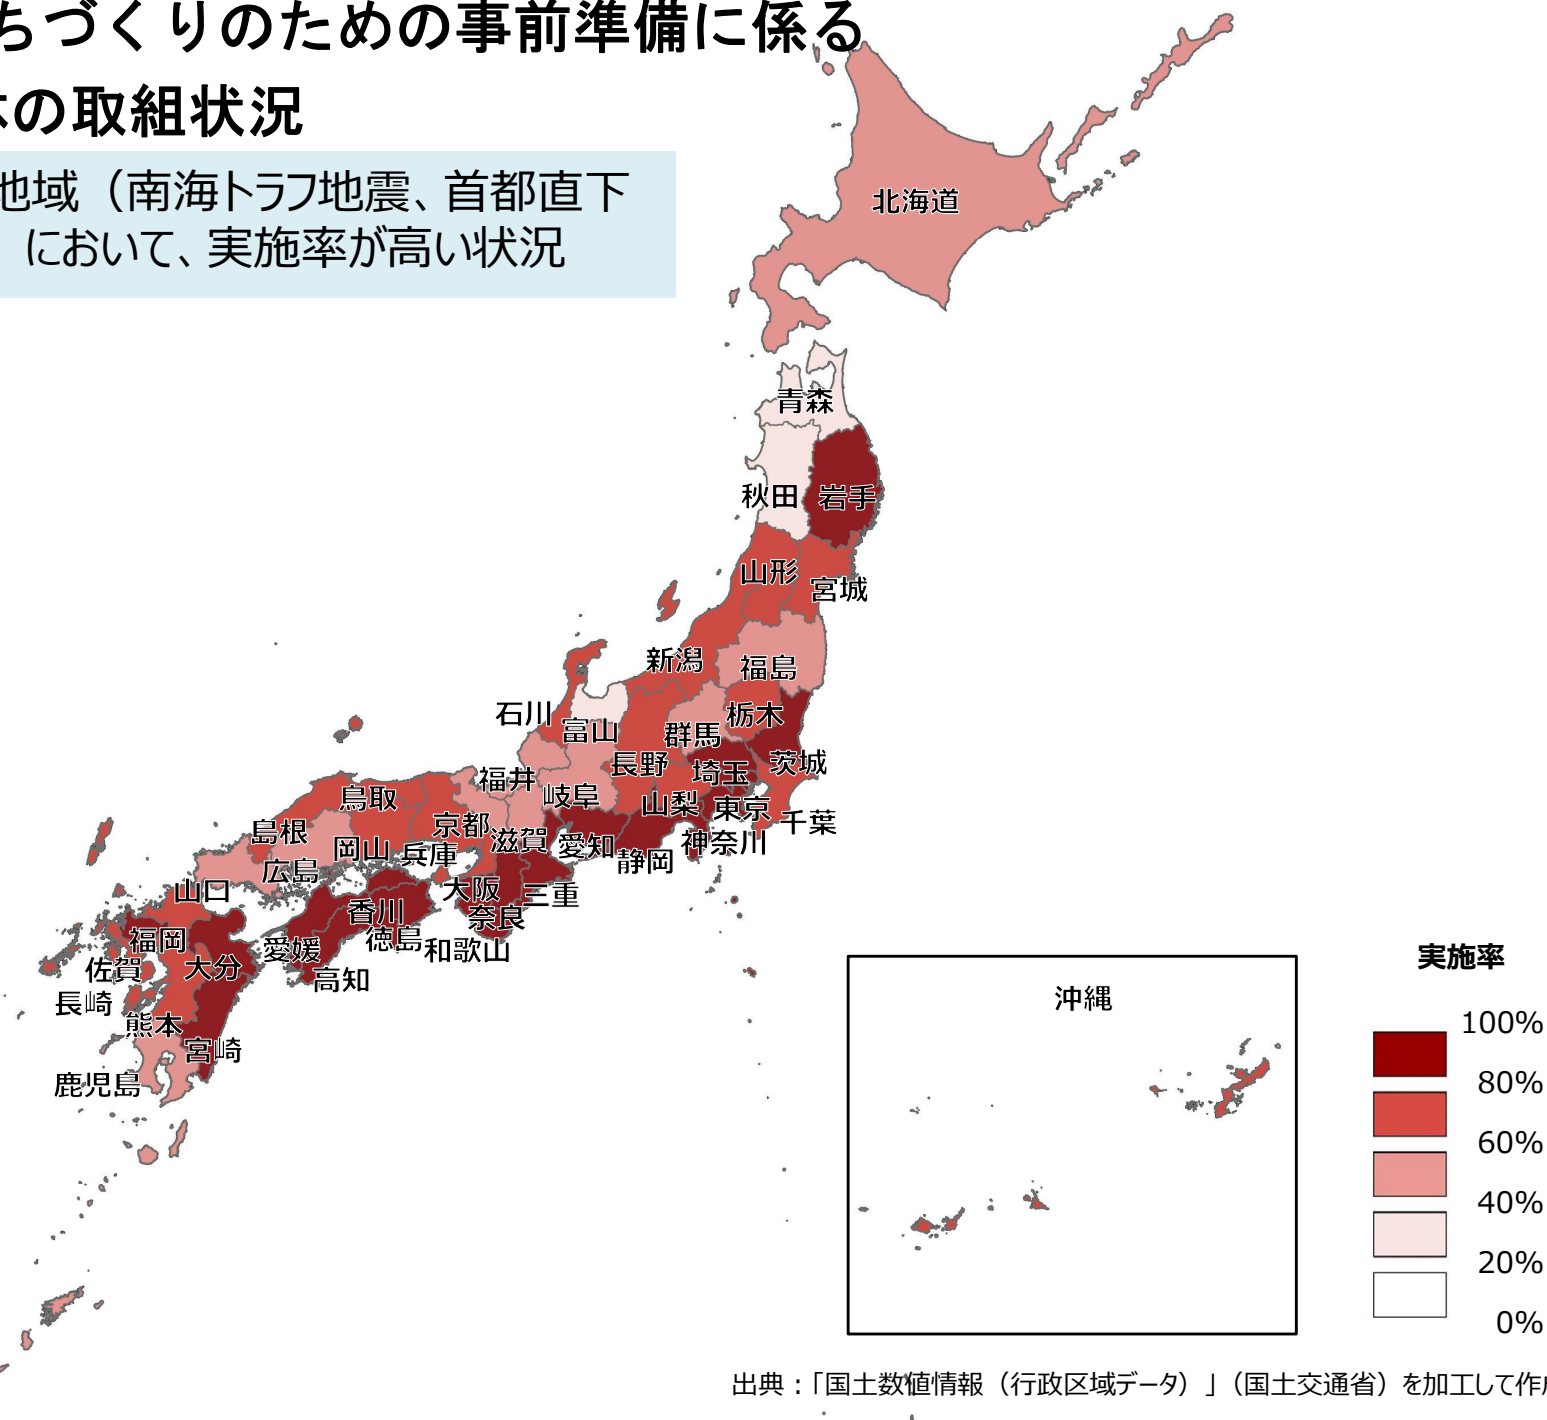 ちづくりのための事前準備に係る
の取組状況
地域（南海トラフ地震、首都直下
において、実施率が高い状況
北海道
青森
秋田
岩手
山形
宮城
新潟
福島
石川
富山
群馬
栃木
長野
埼玉
茨城
福井
岐阜
山梨
東京
千葉
鳥取
島根
京都
滋賀
愛知
静岡
神奈川
岡山
兵庫
広島
山口
大阪
三重
奈良
香川
徳島
和歌山
愛媛
高知
福岡
佐賀
大分
長崎
熊本
宮崎
鹿児島
沖縄
実施率
100%
80%
60%
40%
20%
0%
出典：「国土数値情報（行政区域データ）」（国土交通省）を加工して作